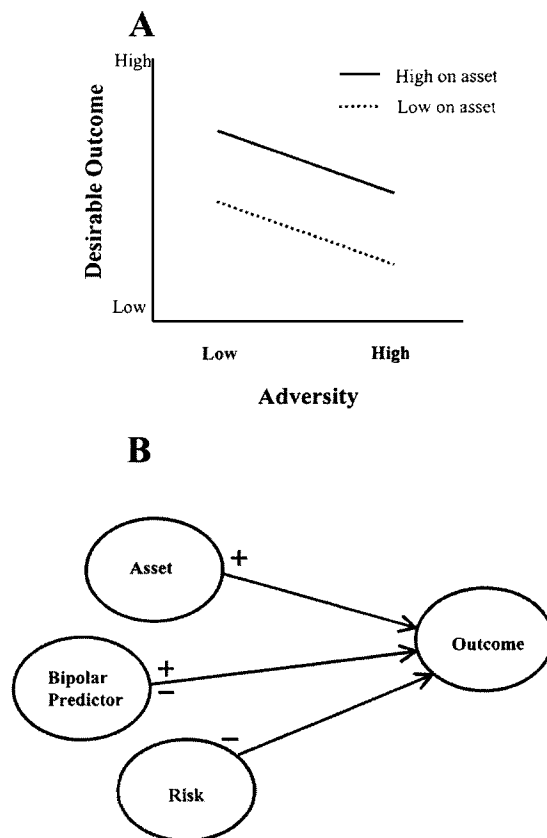 A
High
High on asset
Low on asset
Desirable Outcome
Low
Low
High
Adversity
B
Asset
+
Bipolar
Predictor
+
−
Risk
−
Outcome